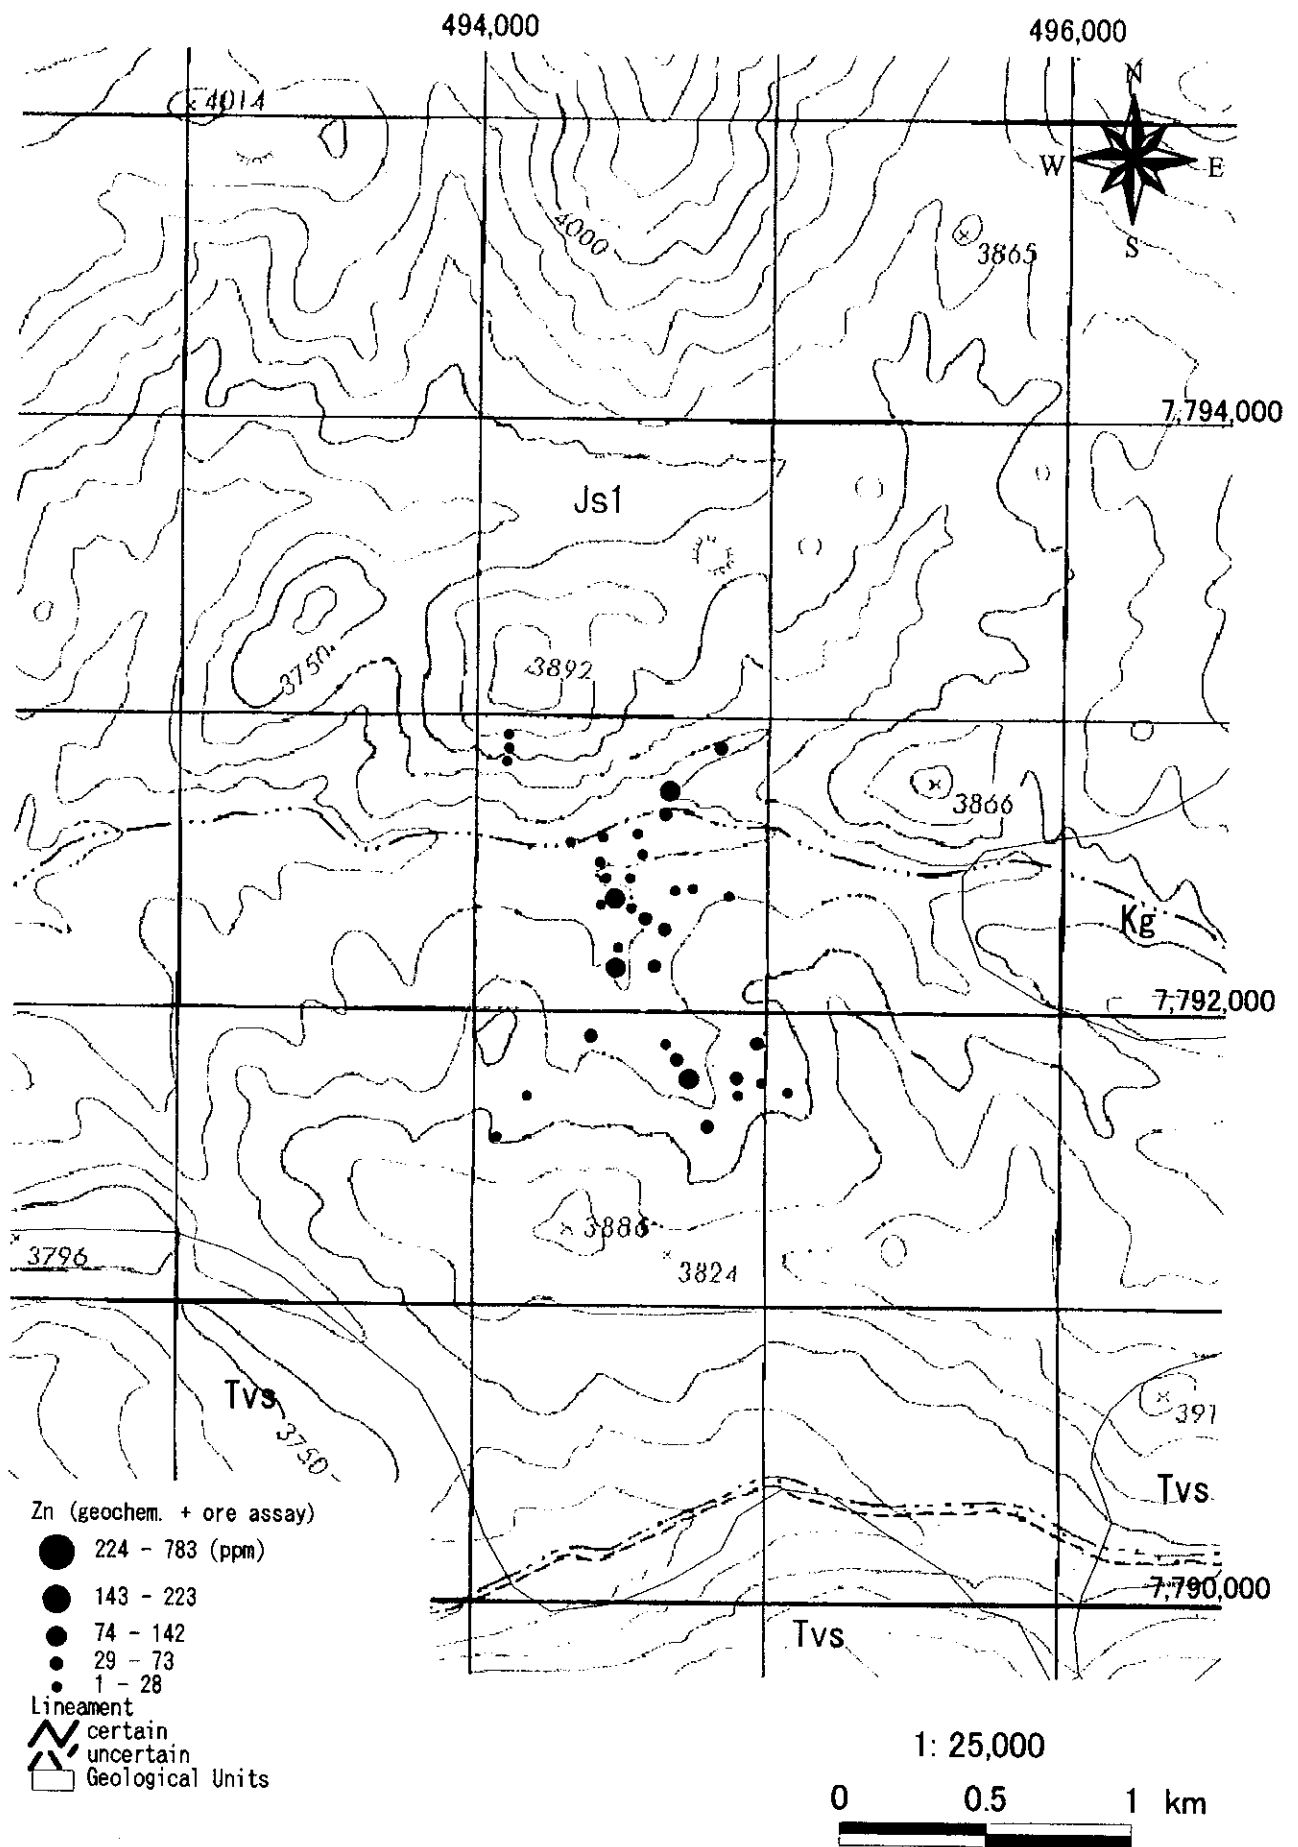 494,000
496,000
N
W E
S
4014
4000
3865
7,794,000
Js1
3750
3892
3866
Kg
7,792,000
3886
3796
3824
Tvs
3750
391
Tvs
Zn (geochem. + ore assay)
224 - 783 (ppm)
143 - 223
74 - 142
29 - 73
1 - 28
Lineament
certain
uncertain
Geological Units
7,790,000
Tvs
1: 25,000
0 0.5 1 km